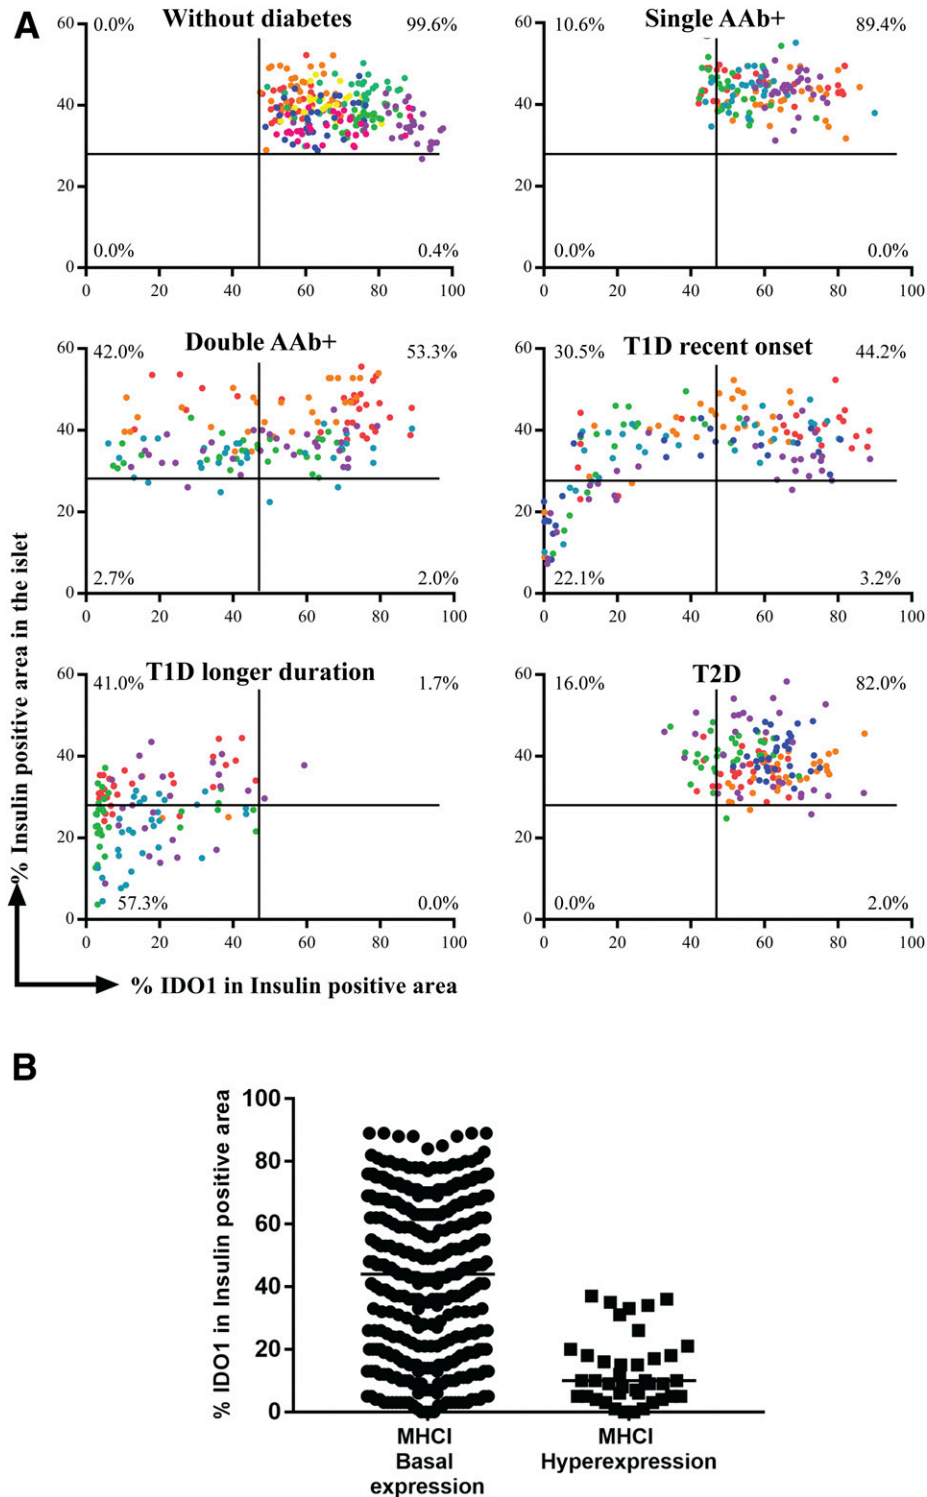 A
Without diabetes
0.0% 99.6%
60
40
20
0
0.0% 0.4%
0 20 40 60 80 100
Single AAb+
10.6% 89.4%
60
40
20
0
0.0% 0.0%
0 20 40 60 80 100
Double AAb+
42.0% 53.3%
60
40
20
0
2.7% 2.0%
0 20 40 60 80 100
T1D recent onset
30.5% 44.2%
60
40
20
0
22.1% 3.2%
0 20 40 60 80 100
T1D longer duration
41.0% 1.7%
60
40
20
0
57.3% 0.0%
0 20 40 60 80 100
T2D
16.0% 82.0%
60
40
20
0
0.0% 2.0%
0 20 40 60 80 100
% Insulin positive area in the islet
% IDO1 in Insulin positive area
B
% IDO1 in Insulin positive area
100
80
60
40
20
0
MHCI
Basal
expression
MHCI
Hyperexpression